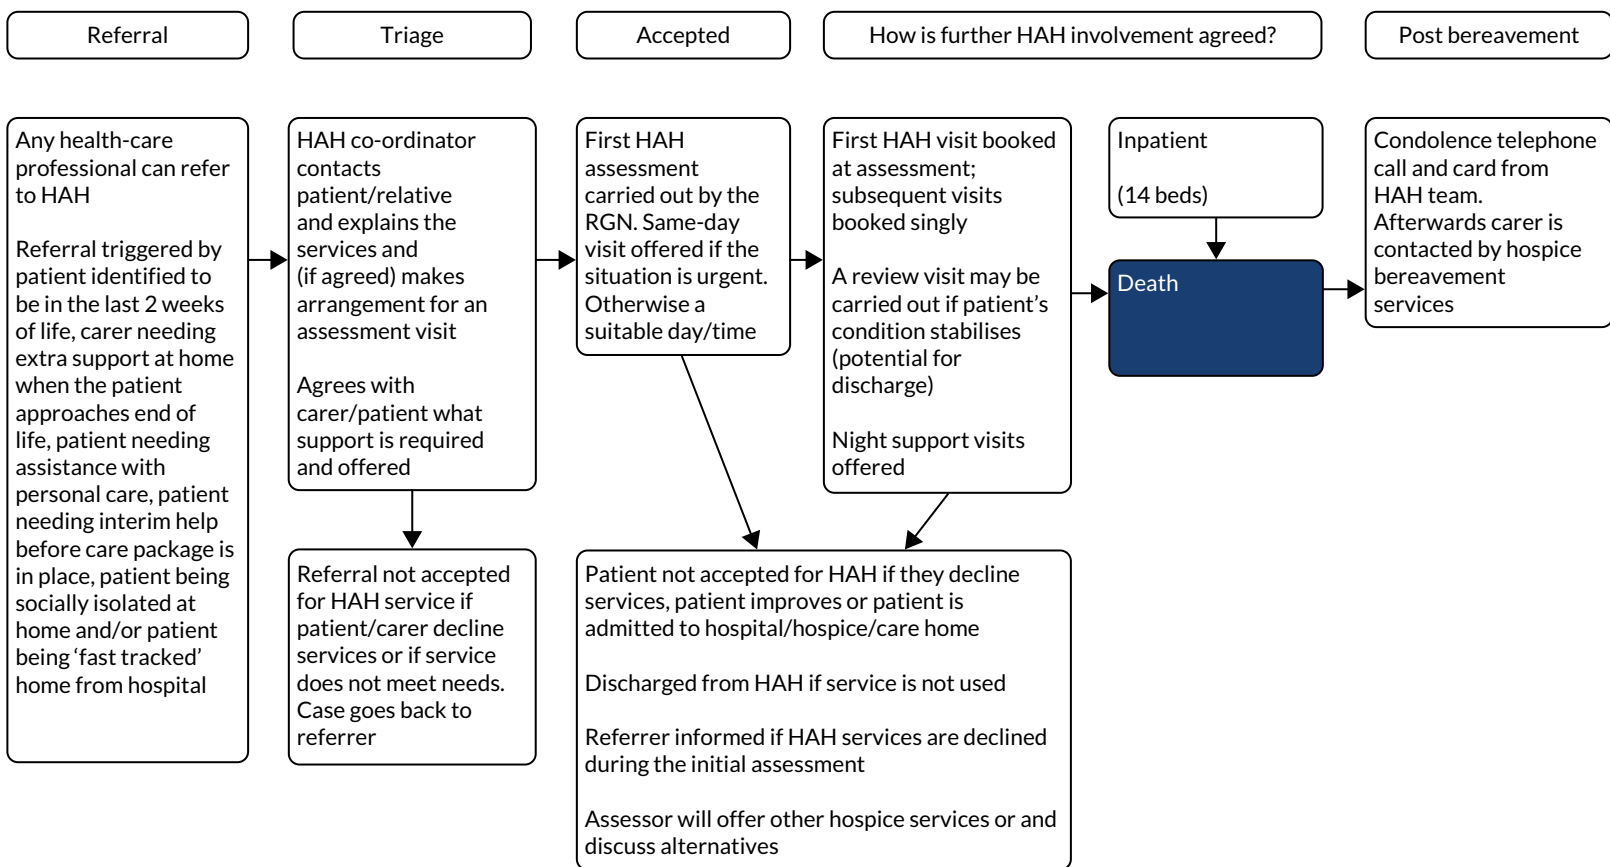 Referral
Triage
Accepted
How is further HAH involvement agreed?
Post bereavement
Any health-care
professional can refer
to HAH
Referral triggered by
patient identified to
be in the last 2 weeks
of life, carer needing
extra support at home
when the patient
approaches end of
life, patient needing
assistance with
personal care, patient
needing interim help
before care package is
in place, patient being
socially isolated at
home and/or patient
being ‘fast tracked’
home from hospital
HAH co-ordinator
contacts
patient/relative
and explains the
services and
(if agreed) makes
arrangement for an
assessment visit
Agrees with
carer/patient what
support is required
and offered
Referral not accepted
for HAH service if
patient/carer decline
services or if service
does not meet needs.
Case goes back to
referrer
First HAH
assessment
carried out by the
RGN. Same-day
visit offered if the
situation is urgent.
Otherwise a
suitable day/time
First HAH visit booked
at assessment;
subsequent visits
booked singly
A review visit may be
carried out if patient’s
condition stabilises
(potential for
discharge)
Night support visits
offered
Patient not accepted for HAH if they decline
services, patient improves or patient is
admitted to hospital/hospice/care home
Discharged from HAH if service is not used
Referrer informed if HAH services are declined
during the initial assessment
Assessor will offer other hospice services or and
discuss alternatives
Inpatient
(14 beds)
Death
Condolence telephone
call and card from
HAH team.
Afterwards carer is
contacted by hospice
bereavement
services